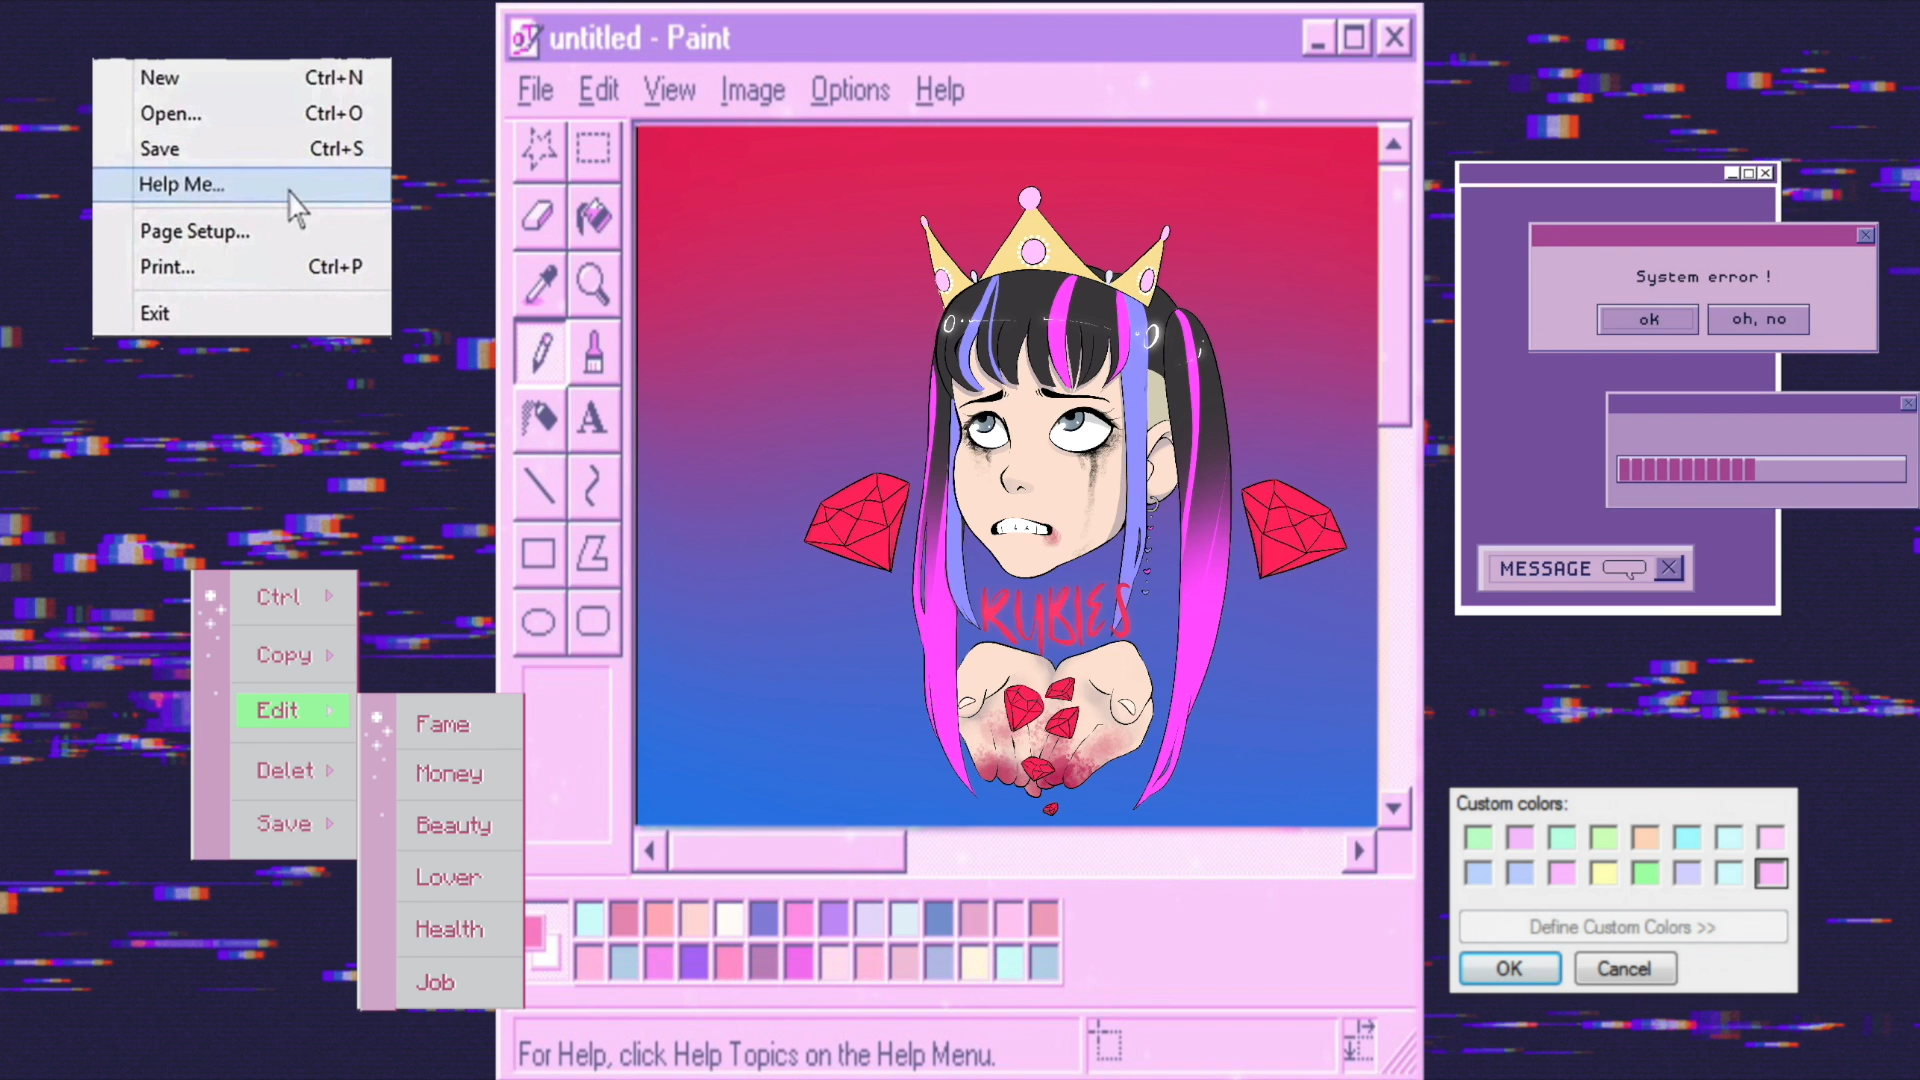 New Ctrl+N
Open... Ctrl+O
Save Ctrl+S
Help Me...
Page Setup...
Print... Ctrl+P
Exit
Ctrl
Copy
Edit
Delet
Save
Fame
Money
Beauty
Lover
Health
Job
untitled - Paint
File Edit View Image Options Help
A
RUBIES
For Help, click Help Topics on the Help Menu.
System error !
ok oh, no
MESSAGE
Custom colors:
Define Custom Colors >>
OK Cancel